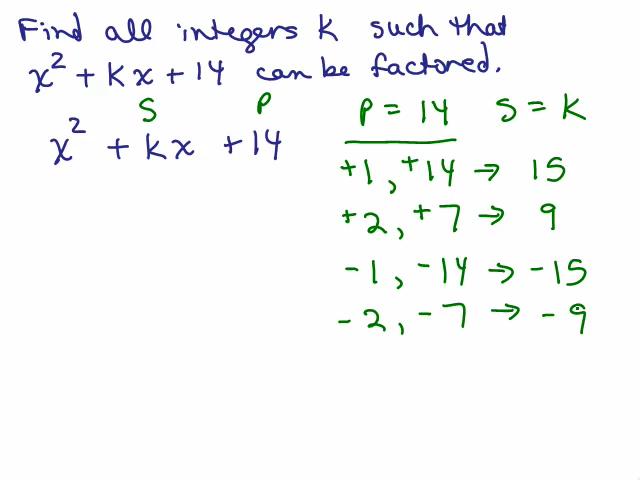 Find all integers K such that
x² + Kx + 14 can be factored.
S P
x² + Kx + 14
P = 14 S = K
+1, +14 → 15
+2, +7 → 9
-1, -14 → -15
-2, -7 → -9